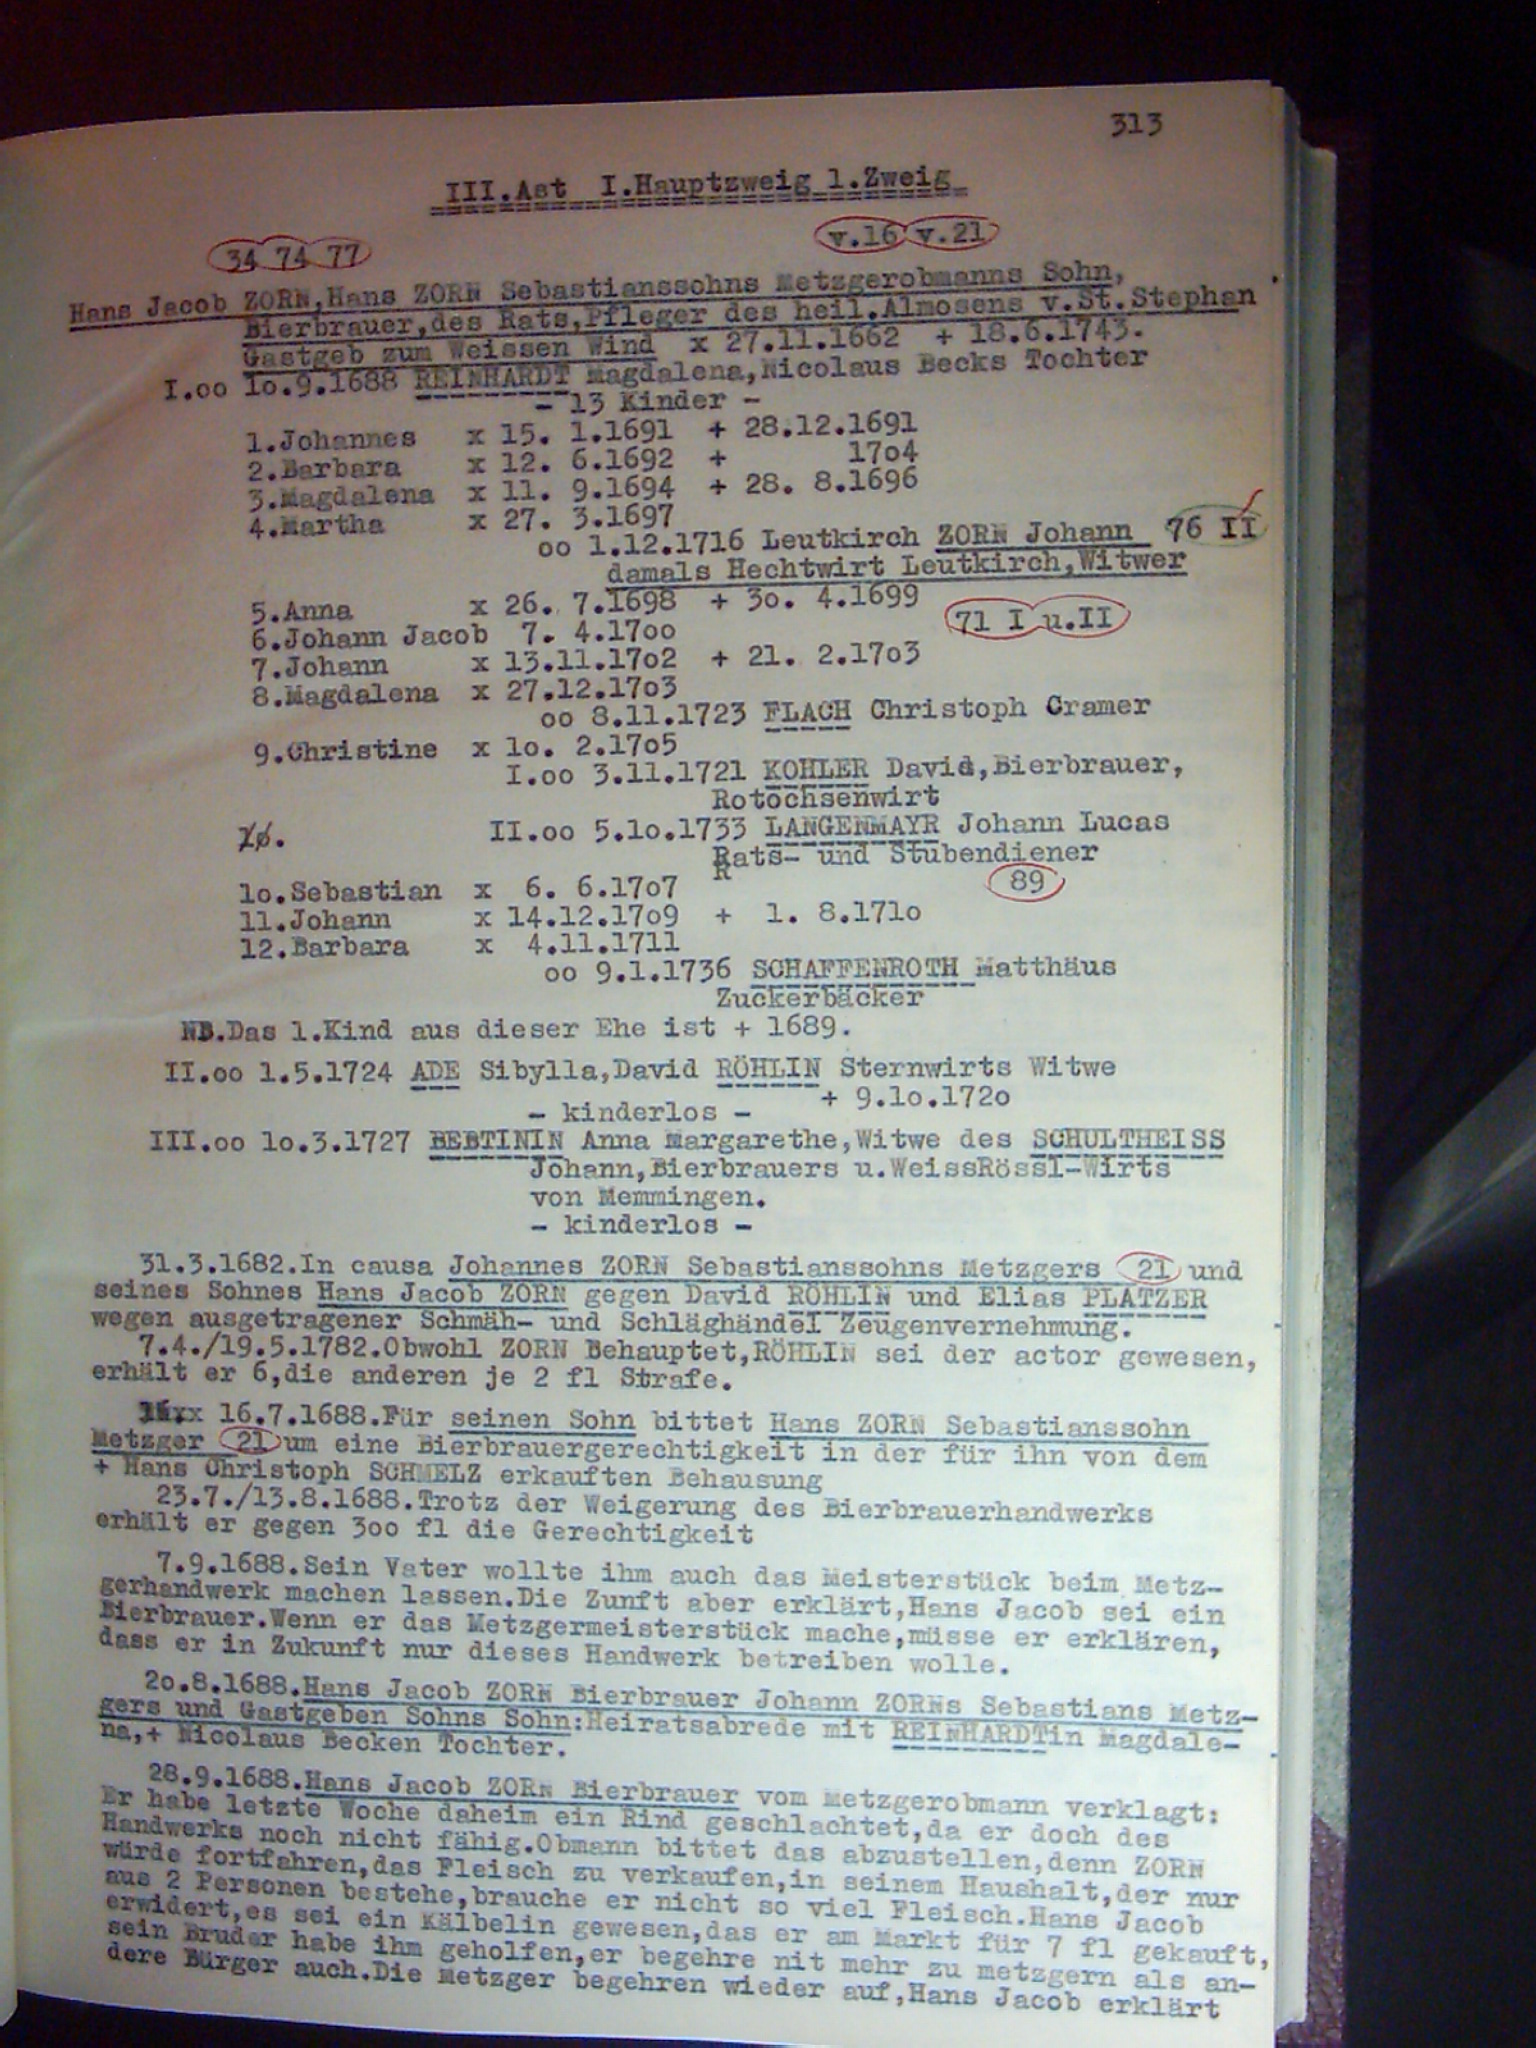 313
III.Ast I.Hauptzweig 1.Zweig
34 74 77 v.16 v.21
Hans Jacob ZORN,Hans ZORN Sebastianssohns Metzgerobmanns Sohn,
Bierbrauer,des Rats,Pfleger des heil.Almosens v.St.Stephan
Gastgeb zum Weissen Wind x 27.11.1662 + 18.6.1743.
I.oo 1o.9.1688 REINHARDT Magdalena,Nicolaus Becks Tochter
- 13 Kinder -
1.Johannes x 15. 1.1691 + 28.12.1691
2.Barbara x 12. 6.1692 + 17o4
3.Magdalena x 11. 9.1694 + 28. 8.1696
4.Martha x 27. 3.1697
oo 1.12.1716 Leutkirch ZORN Johann 76 II
damals Hechtwirt Leutkirch,Witwer
5.Anna x 26. 7.1698 + 3o. 4.1699
6.Johann Jacob 7. 4.17oo 71 I u.II
7.Johann x 13.11.17o2 + 21. 2.17o3
8.Magdalena x 27.12.17o3
oo 8.11.1723 FLACH Christoph Cramer
9.Christine x 1o. 2.17o5
I.oo 3.11.1721 KOHLER David,Bierbrauer,
Rotochsenwirt
II.oo 5.1o.1733 LANGENMAYR Johann Lucas
Rats- und Stubendiener
1o.Sebastian x 6. 6.17o7 89
11.Johann x 14.12.17o9 + 1. 8.171o
12.Barbara x 4.11.1711
oo 9.1.1736 SCHAFFENROTH Matthäus
Zuckerbäcker
NB.Das 1.Kind aus dieser Ehe ist + 1689.
II.oo 1.5.1724 ADE Sibylla,David RÖHLIN Sternwirts Witwe
+ 9.1o.172o
- kinderlos -
III.oo 1o.3.1727 BEBTININ Anna Margarethe,Witwe des SCHULTHEISS
Johann,Bierbrauers u.WeissRössl-Wirts
von Memmingen.
- kinderlos -
31.3.1682.In causa Johannes ZORN Sebastianssohns Metzgers 21 und
seines Sohnes Hans Jacob ZORN gegen David RÖHLIN und Elias PLATZER
wegen ausgetragener Schmäh- und Schläghändel Zeugenvernehmung.
7.4./19.5.1782.Obwohl ZORN Behauptet,RÖHLIN sei der actor gewesen,
erhält er 6,die anderen je 2 fl Strafe.
16.7.1688.Für seinen Sohn bittet Hans ZORN Sebastianssohn
Metzger 21 um eine Bierbrauergerechtigkeit in der für ihn von dem
+ Hans Christoph SCHMELZ erkauften Behausung
23.7./13.8.1688.Trotz der Weigerung des Bierbrauerhandwerks
erhält er gegen 3oo fl die Gerechtigkeit
7.9.1688.Sein Vater wollte ihm auch das Meisterstück beim Metz-
gerhandwerk machen lassen.Die Zunft aber erklärt,Hans Jacob sei ein
Bierbrauer.Wenn er das Metzgermeisterstück mache,müsse er erklären,
dass er in Zukunft nur dieses Handwerk betreiben wolle.
2o.8.1688.Hans Jacob ZORN Bierbrauer Johann ZORNs Sebastians Metz-
gers und Gastgeben Sohns Sohn:Heiratsabrede mit REINHARDTin Magdale-
na,+ Nicolaus Becken Tochter.
28.9.1688.Hans Jacob ZORN Bierbrauer vom Metzgerobmann verklagt:
Er habe letzte Woche daheim ein Rind geschlachtet,da er doch des
Handwerks noch nicht fähig.Obmann bittet das abzustellen,denn ZORN
würde fortfahren,das Fleisch zu verkaufen,in seinem Haushalt,der nur
aus 2 Personen bestehe,brauche er nicht so viel Fleisch.Hans Jacob
erwidert,es sei ein Kälbelin gewesen,das er am Markt für 7 fl gekauft,
sein Bruder habe ihm geholfen,er begehre nit mehr zu metzgern als an-
dere Bürger auch.Die Metzger begehren wieder auf,Hans Jacob erklärt